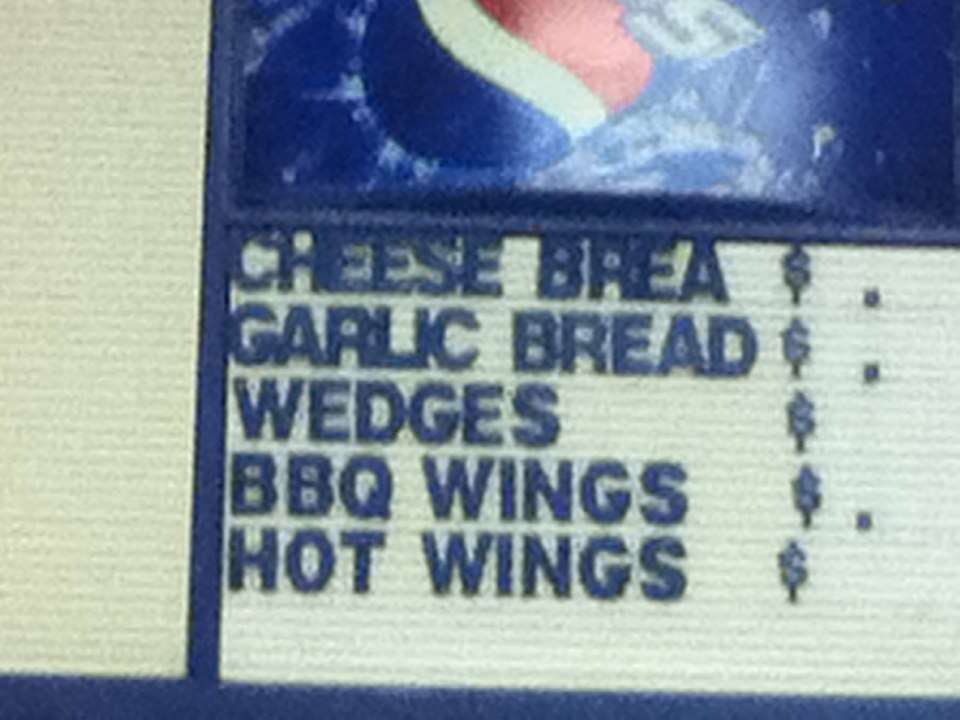 CHEESE BREA $ .
GARLIC BREAD $ .
WEDGES $
BBQ WINGS $ .
HOT WINGS $